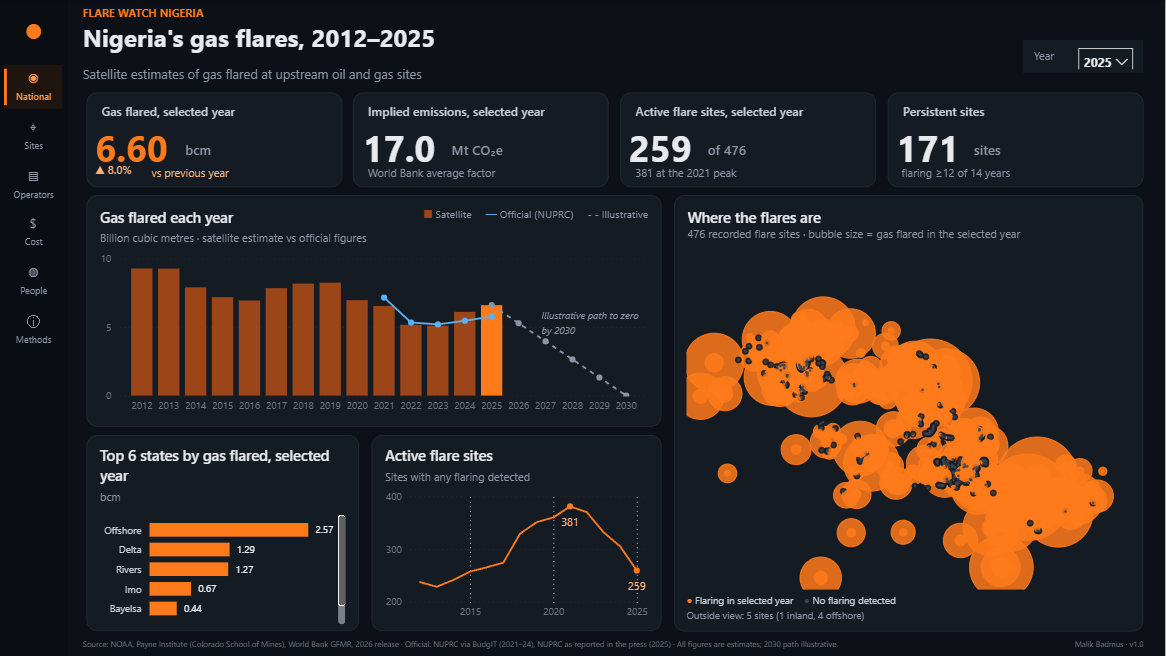 FLARE WATCH NIGERIA
Nigeria's gas flares, 2012–2025
Satellite estimates of gas flared at upstream oil and gas sites
Year
2025
National
Sites
Operators
$
Cost
People
Methods
Gas flared, selected year
6.60 bcm
▲ 8.0% vs previous year
Implied emissions, selected year
17.0 Mt CO₂e
World Bank average factor
Active flare sites, selected year
259 of 476
381 at the 2021 peak
Persistent sites
171 sites
flaring ≥12 of 14 years
Gas flared each year
Satellite Official (NUPRC) Illustrative
Billion cubic metres · satellite estimate vs official figures
10
5
0
Illustrative path to zero
by 2030
2012 2013 2014 2015 2016 2017 2018 2019 2020 2021 2022 2023 2024 2025 2026 2027 2028 2029 2030
Top 6 states by gas flared, selected
year
bcm
Offshore 2.57
Delta 1.29
Rivers 1.27
Imo 0.67
Bayelsa 0.44
Active flare sites
Sites with any flaring detected
400
300
200
381
259
2015 2020 2025
Where the flares are
476 recorded flare sites · bubble size = gas flared in the selected year
Flaring in selected year No flaring detected
Outside view: 5 sites (1 inland, 4 offshore)
Source: NOAA, Payne Institute (Colorado School of Mines), World Bank GFMR, 2026 release · Official: NUPRC via BudgIT (2021–24), NUPRC as reported in the press (2025) · All figures are estimates; 2030 path illustrative.
Malik Badmus · v1.0